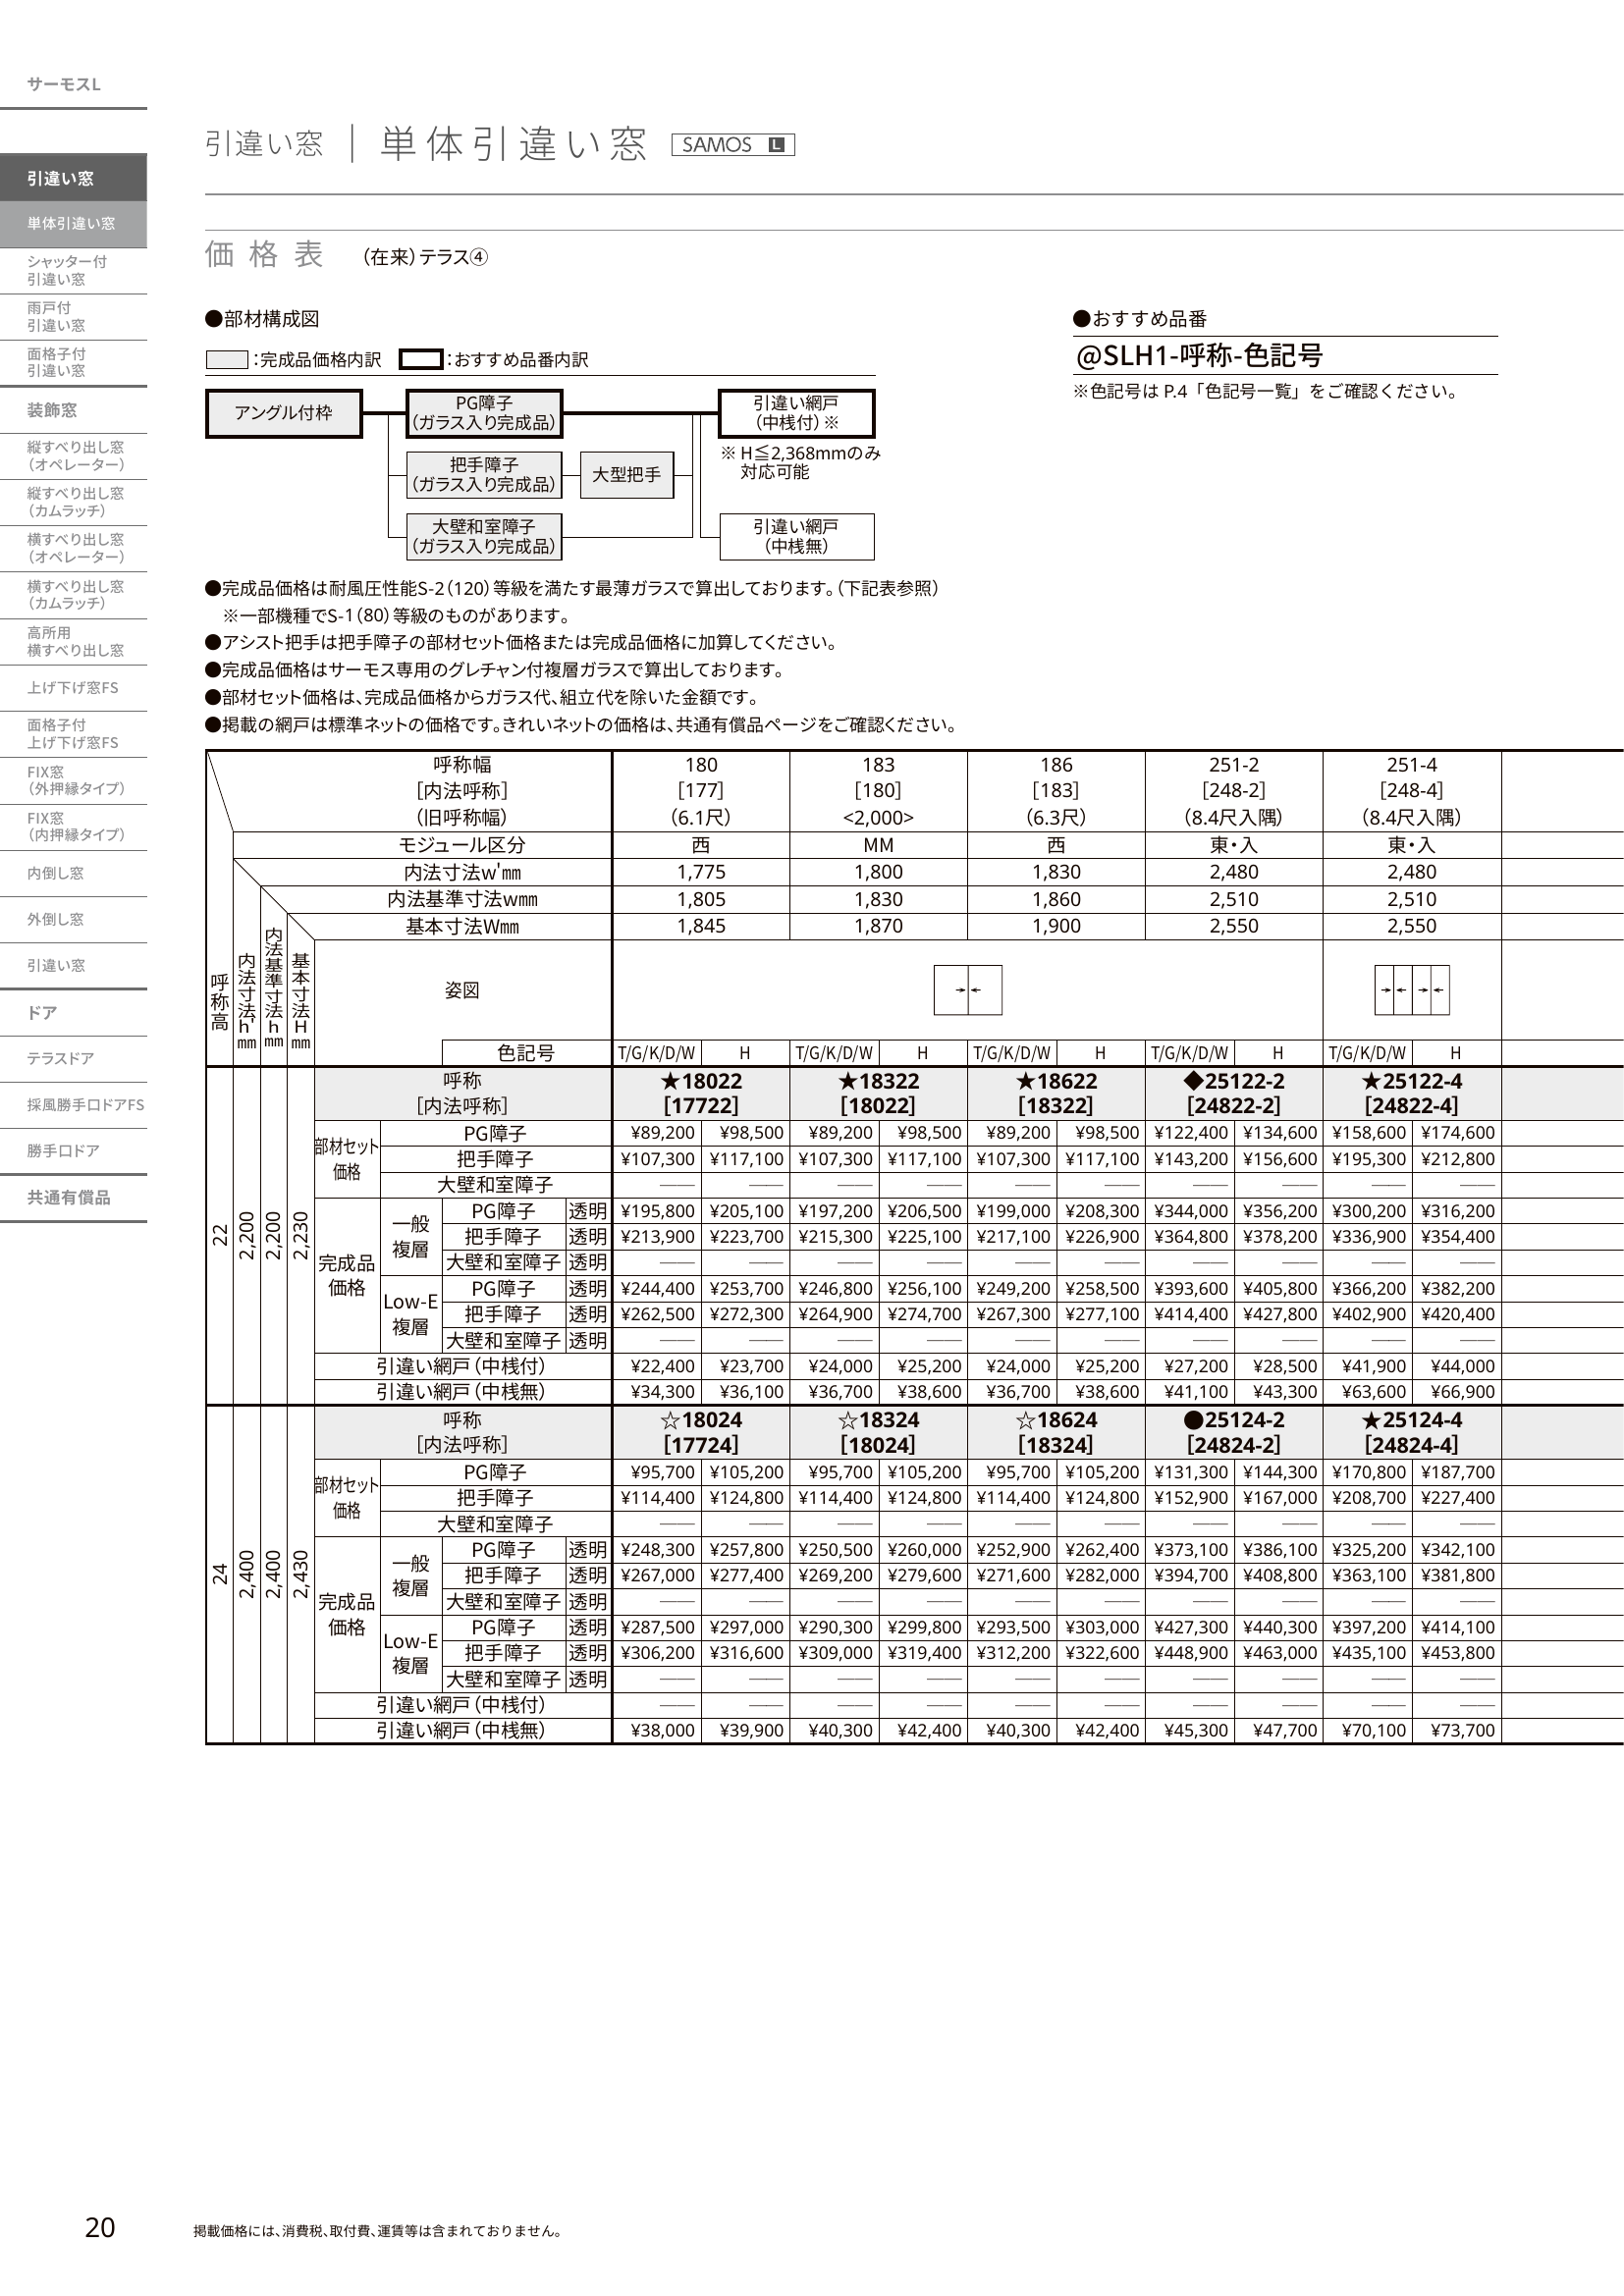 サーモスL
引違い窓
単体引違い窓
シャッター付
引違い窓
雨戸付
引違い窓
面格子付
引違い窓
装飾窓
縦すべり出し窓
（オペレーター）
縦すべり出し窓
（カムラッチ）
横すべり出し窓
（オペレーター）
横すべり出し窓
（カムラッチ）
高所用
横すべり出し窓
上げ下げ窓FS
面格子付
上げ下げ窓FS
FIX窓
（外押縁タイプ）
FIX窓
（内押縁タイプ）
内倒し窓
外倒し窓
引違い窓
ドア
テラスドア
採風勝手口ドアFS
勝手口ドア
共通有償品
引違い窓 | 単体引違い窓 SAMOS L
価格表 （在来）テラス④
●部材構成図
：完成品価格内訳 ：おすすめ品番内訳
アングル付枠
PG障子
（ガラス入り完成品）
引違い網戸
（中桟付）※
※H≦2,368mmのみ
対応可能
把手障子
（ガラス入り完成品）
大型把手
大壁和室障子
（ガラス入り完成品）
引違い網戸
（中桟無）
●おすすめ品番
@SLH1-呼称-色記号
※色記号は P.4「色記号一覧」をご確認ください。
●完成品価格は耐風圧性能S-2（120）等級を満たす最薄ガラスで算出しております。（下記表参照）
※一部機種でS-1（80）等級のものがあります。
●アシスト把手は把手障子の部材セット価格または完成品価格に加算してください。
●完成品価格はサーモス専用のグレチャン付複層ガラスで算出しております。
●部材セット価格は、完成品価格からガラス代、組立代を除いた金額です。
●掲載の網戸は標準ネットの価格です。きれいネットの価格は、共通有償品ページをご確認ください。
呼称幅 180 183 186 251-2 251-4
［内法呼称］ ［177］ ［180］ ［183］ ［248-2］ ［248-4］
（旧呼称幅） （6.1尺） <2,000> （6.3尺） （8.4尺入隅） （8.4尺入隅）
モジュール区分 西 MM 西 東・入 東・入
内法寸法w'mm 1,775 1,800 1,830 2,480 2,480
内法基準寸法wmm 1,805 1,830 1,860 2,510 2,510
基本寸法Wmm 1,845 1,870 1,900 2,550 2,550
呼称高 内法寸法h'mm 内法基準寸法hmm 基本寸法Hmm 姿図
色記号 T/G/K/D/W H T/G/K/D/W H T/G/K/D/W H T/G/K/D/W H T/G/K/D/W H
22 2,200 2,200 2,230
呼称 ★18022 ★18322 ★18622 ◆25122-2 ★25122-4
［内法呼称］ ［17722］ ［18022］ ［18322］ ［24822-2］ ［24822-4］
部材セット価格 PG障子 ¥89,200 ¥98,500 ¥89,200 ¥98,500 ¥89,200 ¥98,500 ¥122,400 ¥134,600 ¥158,600 ¥174,600
把手障子 ¥107,300 ¥117,100 ¥107,300 ¥117,100 ¥107,300 ¥117,100 ¥143,200 ¥156,600 ¥195,300 ¥212,800
大壁和室障子 —— —— —— —— —— —— —— —— —— ——
完成品価格 一般複層 PG障子 透明 ¥195,800 ¥205,100 ¥197,200 ¥206,500 ¥199,000 ¥208,300 ¥344,000 ¥356,200 ¥300,200 ¥316,200
把手障子 透明 ¥213,900 ¥223,700 ¥215,300 ¥225,100 ¥217,100 ¥226,900 ¥364,800 ¥378,200 ¥336,900 ¥354,400
大壁和室障子 透明 —— —— —— —— —— —— —— —— —— ——
Low-E複層 PG障子 透明 ¥244,400 ¥253,700 ¥246,800 ¥256,100 ¥249,200 ¥258,500 ¥393,600 ¥405,800 ¥366,200 ¥382,200
把手障子 透明 ¥262,500 ¥272,300 ¥264,900 ¥274,700 ¥267,300 ¥277,100 ¥414,400 ¥427,800 ¥402,900 ¥420,400
大壁和室障子 透明 —— —— —— —— —— —— —— —— —— ——
引違い網戸（中桟付） ¥22,400 ¥23,700 ¥24,000 ¥25,200 ¥24,000 ¥25,200 ¥27,200 ¥28,500 ¥41,900 ¥44,000
引違い網戸（中桟無） ¥34,300 ¥36,100 ¥36,700 ¥38,600 ¥36,700 ¥38,600 ¥41,100 ¥43,300 ¥63,600 ¥66,900
24 2,400 2,400 2,430
呼称 ☆18024 ☆18324 ☆18624 ●25124-2 ★25124-4
［内法呼称］ ［17724］ ［18024］ ［18324］ ［24824-2］ ［24824-4］
部材セット価格 PG障子 ¥95,700 ¥105,200 ¥95,700 ¥105,200 ¥95,700 ¥105,200 ¥131,300 ¥144,300 ¥170,800 ¥187,700
把手障子 ¥114,400 ¥124,800 ¥114,400 ¥124,800 ¥114,400 ¥124,800 ¥152,900 ¥167,000 ¥208,700 ¥227,400
大壁和室障子 —— —— —— —— —— —— —— —— —— ——
完成品価格 一般複層 PG障子 透明 ¥248,300 ¥257,800 ¥250,500 ¥260,000 ¥252,900 ¥262,400 ¥373,100 ¥386,100 ¥325,200 ¥342,100
把手障子 透明 ¥267,000 ¥277,400 ¥269,200 ¥279,600 ¥271,600 ¥282,000 ¥394,700 ¥408,800 ¥363,100 ¥381,800
大壁和室障子 透明 —— —— —— —— —— —— —— —— —— ——
Low-E複層 PG障子 透明 ¥287,500 ¥297,000 ¥290,300 ¥299,800 ¥293,500 ¥303,000 ¥427,300 ¥440,300 ¥397,200 ¥414,100
把手障子 透明 ¥306,200 ¥316,600 ¥309,000 ¥319,400 ¥312,200 ¥322,600 ¥448,900 ¥463,000 ¥435,100 ¥453,800
大壁和室障子 透明 —— —— —— —— —— —— —— —— —— ——
引違い網戸（中桟付） —— —— —— —— —— —— —— —— —— ——
引違い網戸（中桟無） ¥38,000 ¥39,900 ¥40,300 ¥42,400 ¥40,300 ¥42,400 ¥45,300 ¥47,700 ¥70,100 ¥73,700
20
掲載価格には、消費税、取付費、運賃等は含まれておりません。